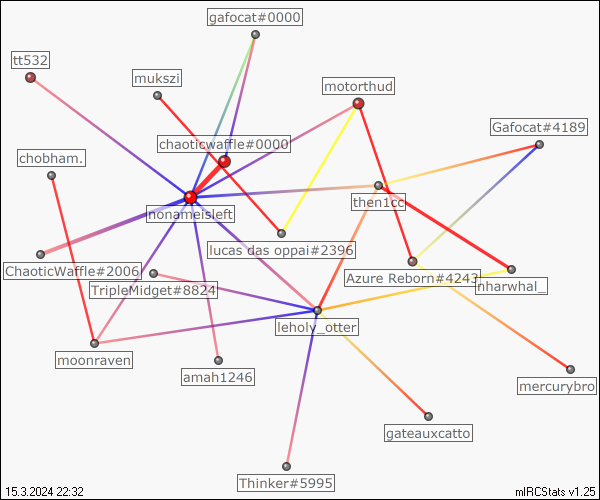 gafocat#0000
tt532
mukszi
motorthud
Gafocat#4189
chaoticwaffle#0000
chobham.
then1cc
nonameisleft
lucas das oppai#2396
ChaoticWaffle#2006
Azure Reborn#4243
nharwhal_
TripleMidget#8824
leholy_otter
moonraven
amah1246
mercurybro
gateauxcatto
Thinker#5995
15.3.2024 22:32
mIRCStats v1.25